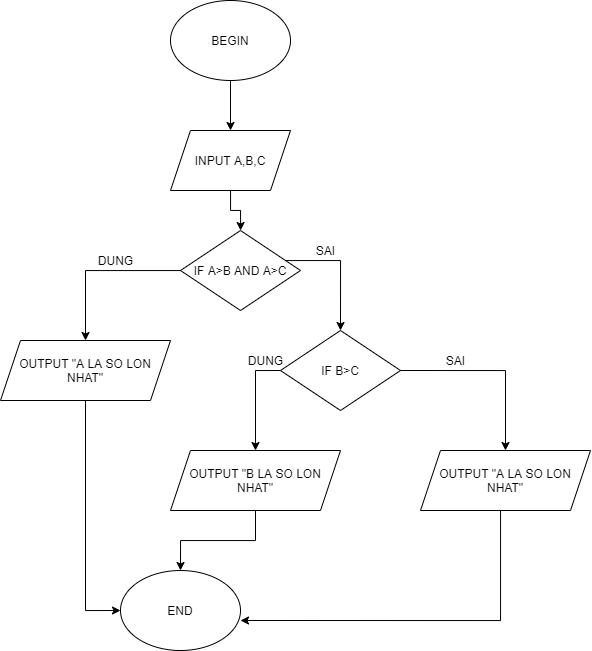 BEGIN
INPUT A,B,C
IF A>B AND A>C
DUNG
SAI
OUTPUT "A LA SO LON
NHAT"
IF B>C
DUNG
SAI
OUTPUT "B LA SO LON
NHAT"
OUTPUT "A LA SO LON
NHAT"
END